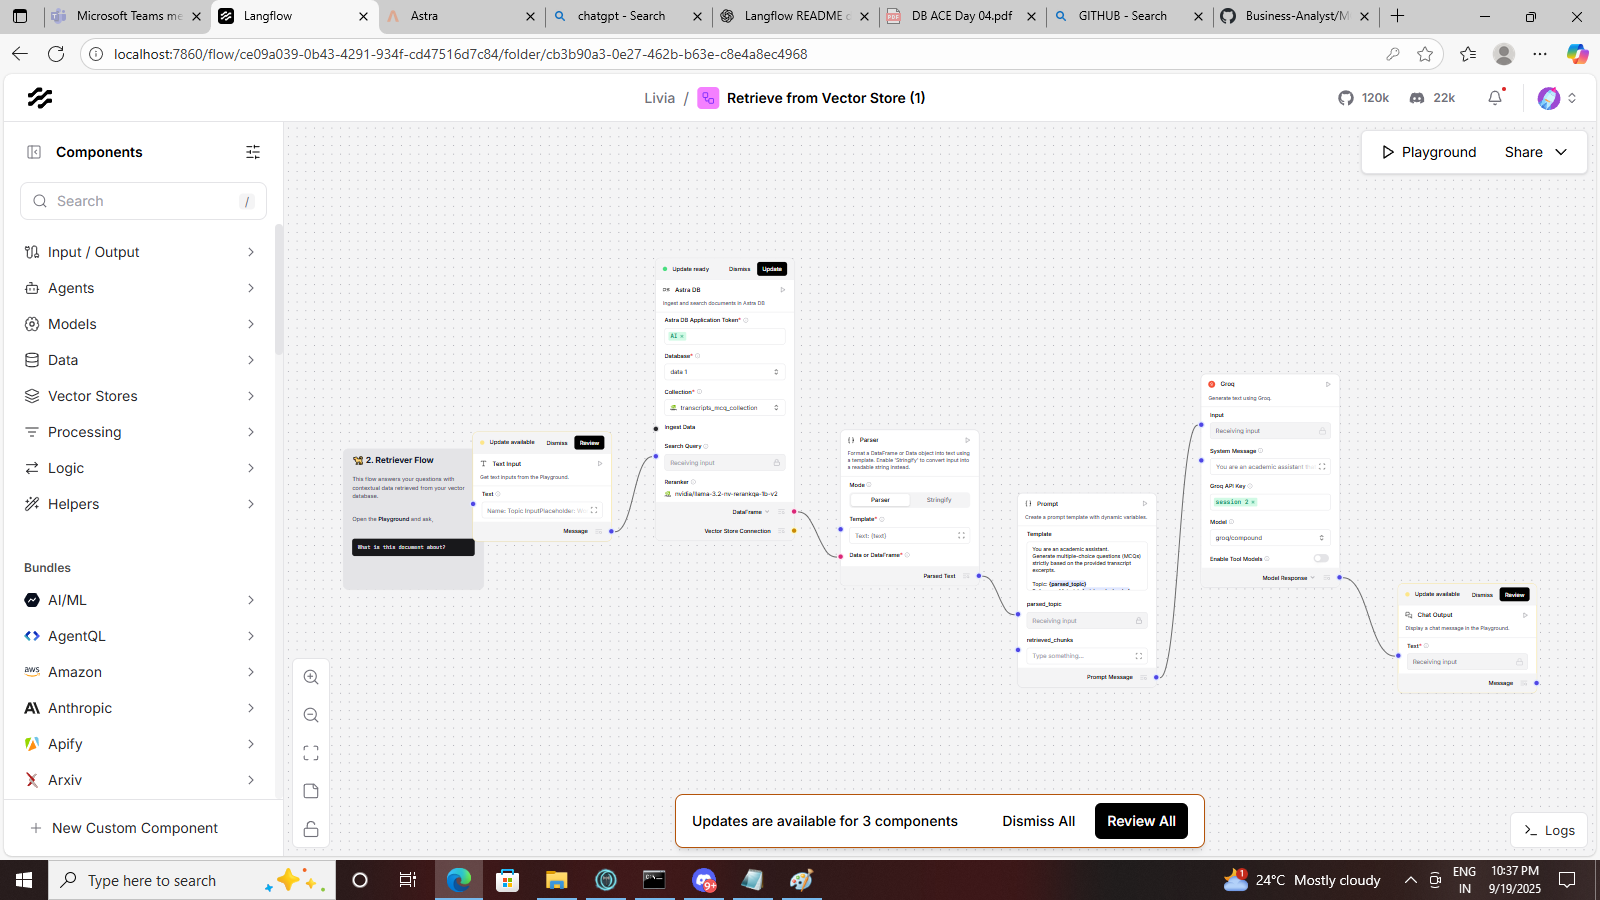 Microsoft Teams me
Langflow
Astra
chatgpt - Search
Langflow README c
DB ACE Day 04.pdf
GITHUB - Search
Business-Analyst/M
localhost:7860/flow/ce09a039-0b43-4291-934f-cd47516d7c84/folder/cb3b90a3-0e27-462b-b63e-c8e4a8ec4968
Livia / Retrieve from Vector Store (1)
120k
22k
Components
Search
/
Input / Output
Agents
Models
Data
Vector Stores
Processing
Logic
Helpers
Bundles
AI/ML
AgentQL
Amazon
Anthropic
Apify
Arxiv
New Custom Component
Playground
Share
2. Retriever Flow
This flow answers your questions with
contextual data retrieved from your vector
database.
Open the Playground and ask,
What is this document about?
Update available
Dismiss
Review
Text Input
Get text inputs from the Playground.
Text
Name: Topic InputPlaceholder: Wo
Message
Update ready
Dismiss
Update
Astra DB
Ingest and search documents in Astra DB
Astra DB Application Token*
AI
Database*
data 1
Collection*
transcripts_mcq_collection
Ingest Data
Search Query
Receiving input
Reranker
nvidia/llama-3.2-nv-rerankqa-1b-v2
DataFrame
Vector Store Connection
Parser
Format a DataFrame or Data object into text using
a template. Enable 'Stringify' to convert input into
a readable string instead.
Mode
Parser
Stringify
Template*
Text: {text}
Data or DataFrame*
Parsed Text
Prompt
Create a prompt template with dynamic variables.
Template
You are an academic assistant.
Generate multiple-choice questions (MCQs)
strictly based on the provided transcript
excerpts.
Topic: {parsed_topic}
parsed_topic
Receiving input
retrieved_chunks
Type something...
Prompt Message
Groq
Generate text using Groq.
Input
Receiving input
System Message
You are an academic assistant
Groq API Key
session 2
Model
groq/compound
Enable Tool Models
Model Response
Update available
Dismiss
Review
Chat Output
Display a chat message in the Playground.
Text*
Receiving input
Message
Updates are available for 3 components
Dismiss All
Review All
Logs
Type here to search
9+
1
24°C Mostly cloudy
ENG
IN
10:37 PM
9/19/2025